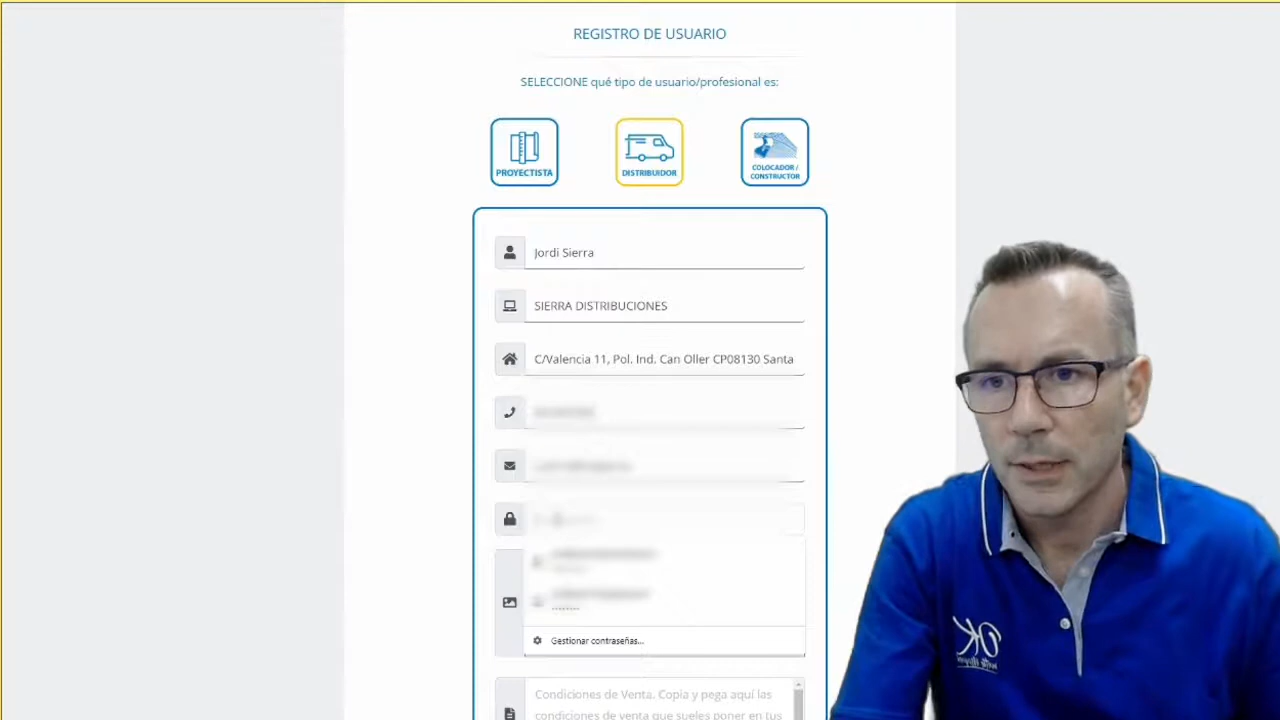 REGISTRO DE USUARIO
SELECCIONE qué tipo de usuario/profesional es:
PROYECTISTA
DISTRIBUIDOR
COLOCADOR /
CONSTRUCTOR
Jordi Sierra
SIERRA DISTRIBUCIONES
C/Valencia 11, Pol. Ind. Can Oller CP08130 Santa
Gestionar contraseñas...
Condiciones de Venta. Copia y pega aquí las
condiciones de venta que sueles poner en tus
OK